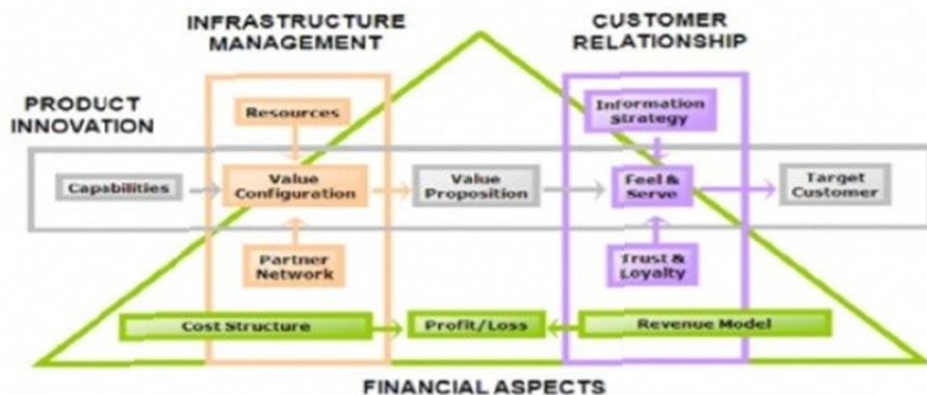 INFRASTRUCTURE
MANAGEMENT
CUSTOMER
RELATIONSHIP
PRODUCT
INNOVATION
Resources
Information
Strategy
Capabilities
Value
Configuration
Value
Proposition
Feel &
Serve
Target
Customer
Partner
Network
Trust &
Loyalty
Cost Structure
Profit/Loss
Revenue Model
FINANCIAL ASPECTS